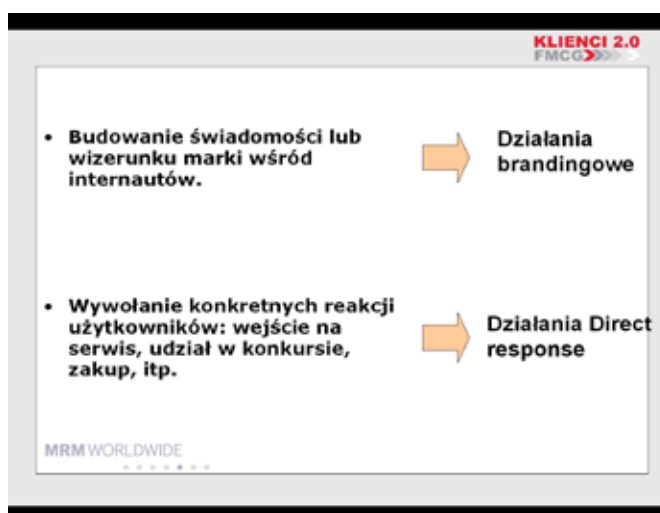 KLIENCI 2.0
FMCG
• Budowanie świadomości lub
wizerunku marki wśród
internautów.
Działania
brandingowe
• Wywołanie konkretnych reakcji
użytkowników: wejście na
serwis, udział w konkursie,
zakup, itp.
Działania Direct
response
MRM WORLDWIDE